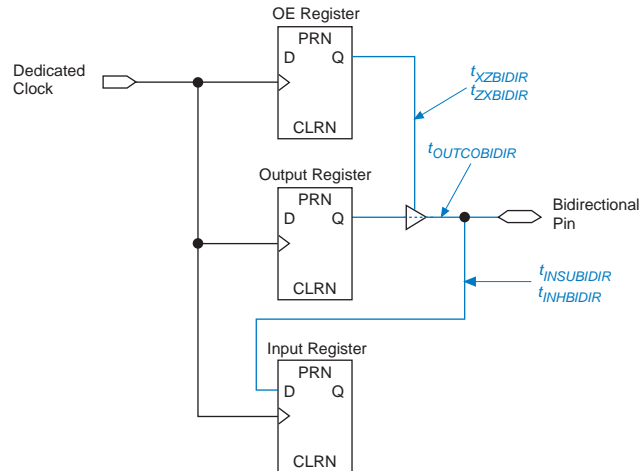 OE Register
PRN
D Q
CLRN
Dedicated
Clock
tXZBIDIR
tZXBIDIR
tOUTCOBIDIR
Output Register
PRN
D Q
CLRN
Bidirectional
Pin
tINSUBIDIR
tINHBIDIR
Input Register
PRN
D Q
CLRN